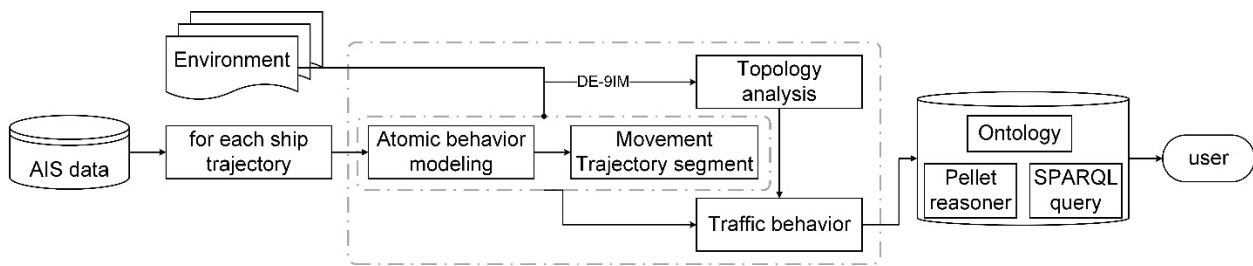 Environment
DE-9IM
Topology
analysis
AIS data
for each ship
trajectory
Atomic behavior
modeling
Movement
Trajectory segment
Traffic behavior
Ontology
Pellet
reasoner
SPARQL
query
user